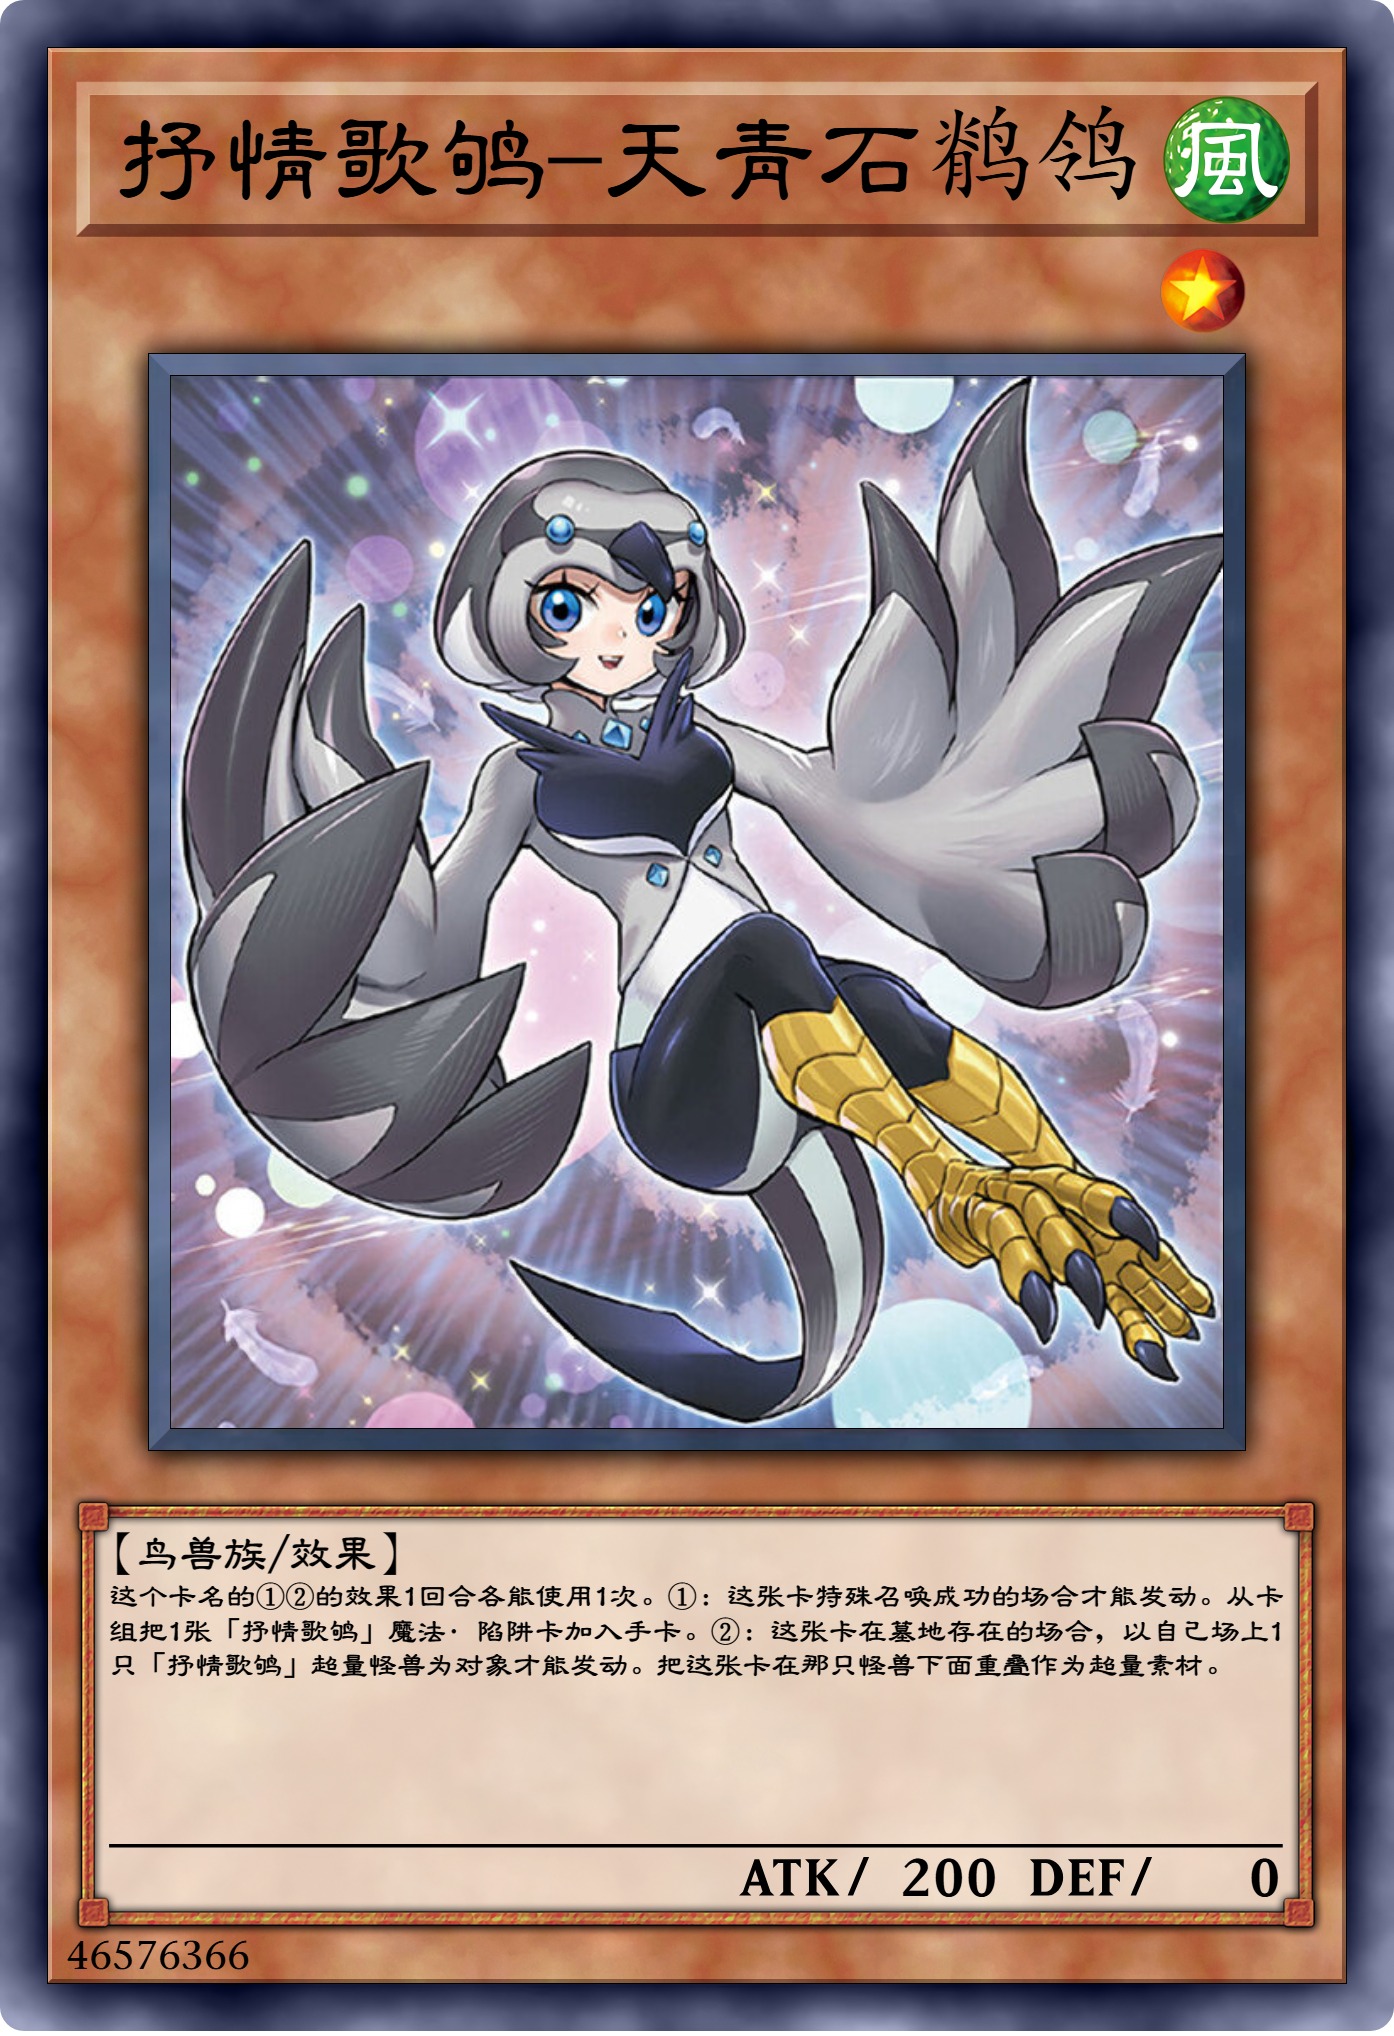 抒情歌鸲-天青石鹡鸰
風
【鸟兽族/效果】
这个卡名的①②的效果1回合各能使用1次。①：这张卡特殊召唤成功的场合才能发动。从卡
组把1张「抒情歌鸲」魔法·陷阱卡加入手卡。②：这张卡在墓地存在的场合，以自己场上1
只「抒情歌鸲」超量怪兽为对象才能发动。把这张卡在那只怪兽下面重叠作为超量素材。
ATK/ 200 DEF/ 0
46576366